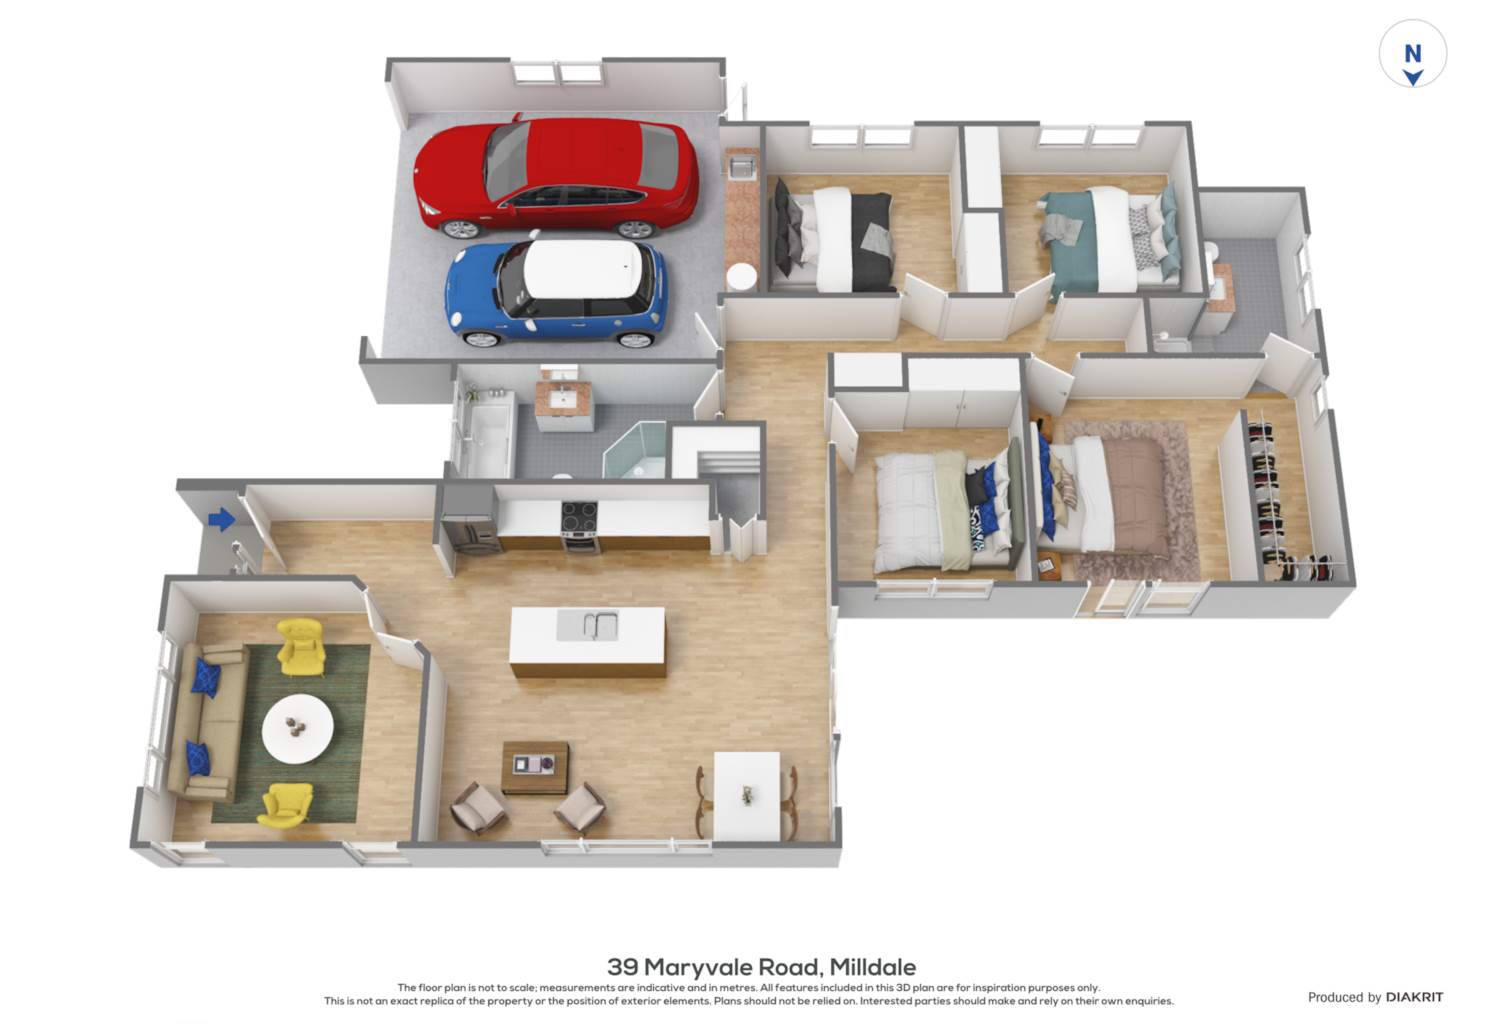 N
39 Maryvale Road, Milldale
The floor plan is not to scale; measurements are indicative and in metres. All features included in this 3D plan are for inspiration purposes only.
This is not an exact replica of the property or the position of exterior elements. Plans should not be relied on. Interested parties should make and rely on their own enquiries.
Produced by DIAKRIT